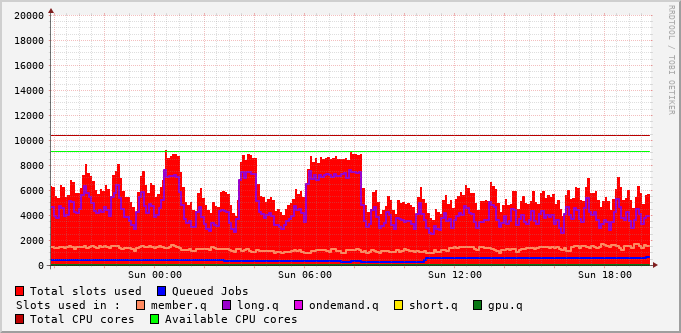 20000
18000
16000
14000
12000
10000
8000
6000
4000
2000
0
Sun 00:00 Sun 06:00 Sun 12:00 Sun 18:00
RRDTOOL / TOBI OETIKER
Total slots used Queued Jobs
Slots used in : member.q long.q ondemand.q short.q gpu.q
Total CPU cores Available CPU cores